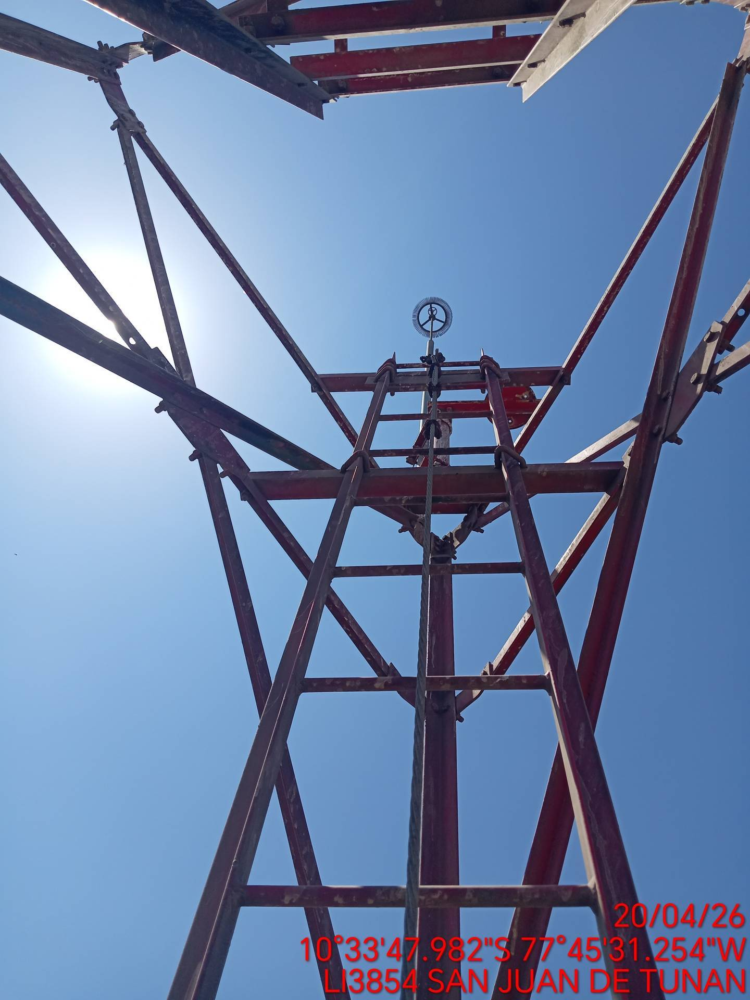 20/04/26
10°33'47.982"S 77°45'31.254"W
LI3854 SAN JUAN DE TUNAN